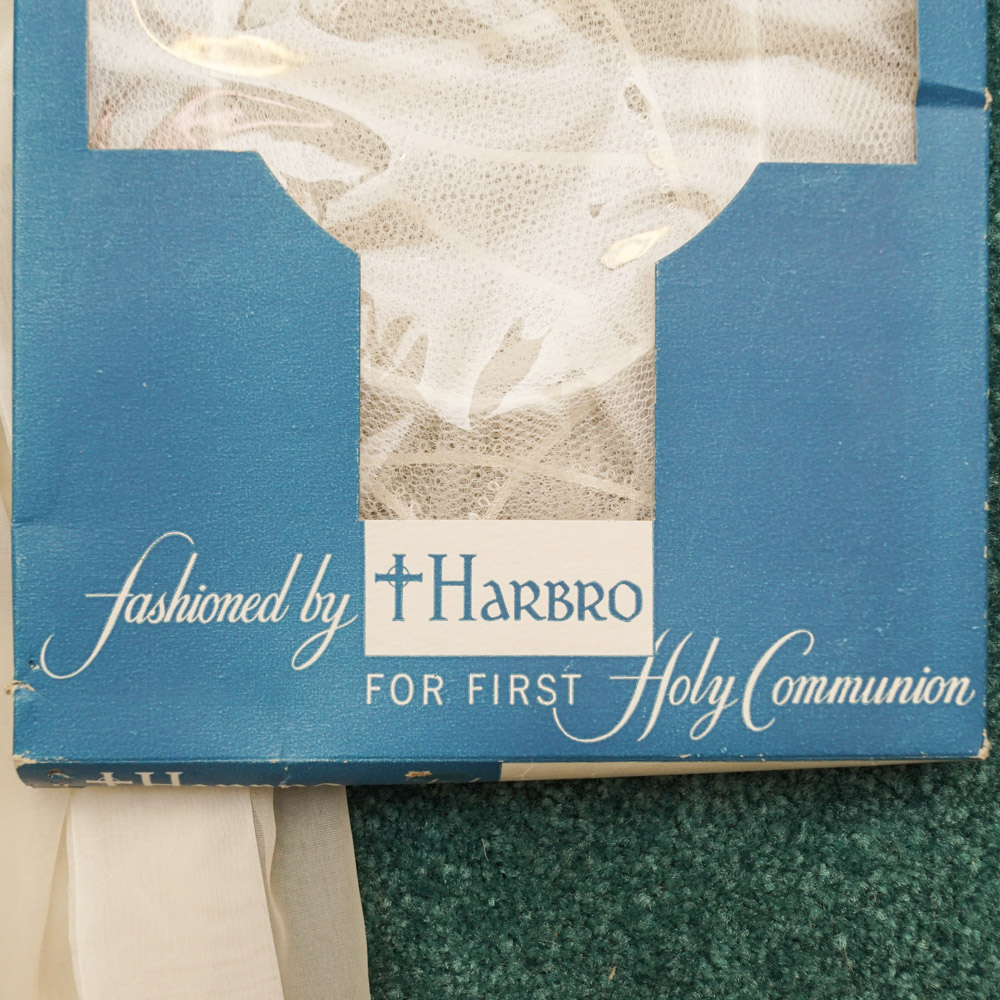 fashioned by
HARBRO
FOR FIRST Holy Communion